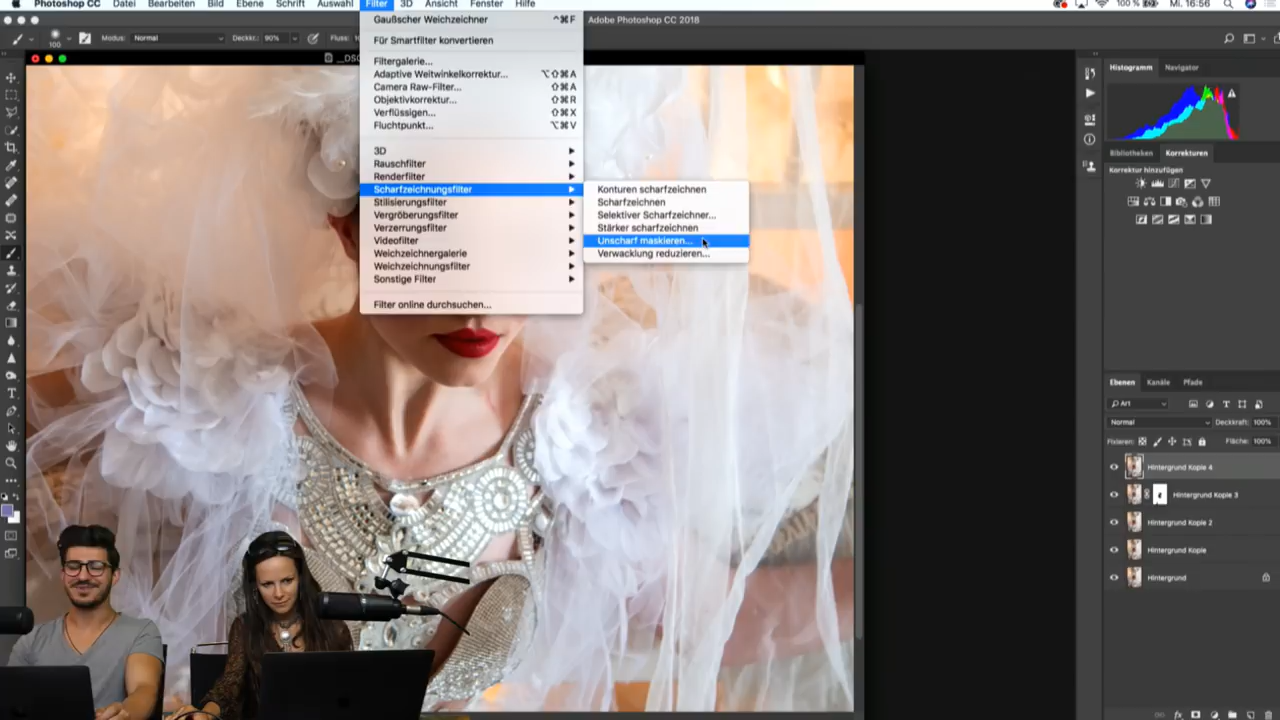 Photoshop CC Datei Bearbeiten Bild Ebene Schrift Auswahl Filter 3D Ansicht Fenster Hilfe 100 % Mi. 16:56
Adobe Photoshop CC 2018
100 Modus: Normal Deckkr.: 90% Fluss:
Gaußscher Weichzeichner ^⌘F
Für Smartfilter konvertieren
Filtergalerie...
Adaptive Weitwinkelkorrektur... ⌥⇧⌘A
Camera Raw-Filter... ⇧⌘A
Objektivkorrektur... ⇧⌘R
Verflüssigen... ⇧⌘X
Fluchtpunkt... ⌥⌘V
3D
Rauschfilter
Renderfilter
Scharfzeichnungsfilter
Stilisierungsfilter
Vergröberungsfilter
Verzerrungsfilter
Videofilter
Weichzeichnergalerie
Weichzeichnungsfilter
Sonstige Filter
Filter online durchsuchen...
Konturen scharfzeichnen
Scharfzeichnen
Selektiver Scharfzeichner...
Stärker scharfzeichnen
Unscharf maskieren...
Verwacklung reduzieren...
Histogramm Navigator
Bibliotheken Korrekturen
Korrektur hinzufügen
Ebenen Kanäle Pfade
Art
Normal Deckkraft: 100%
Fixieren: Fläche: 100%
Hintergrund Kopie 4
Hintergrund Kopie 3
Hintergrund Kopie 2
Hintergrund Kopie
Hintergrund